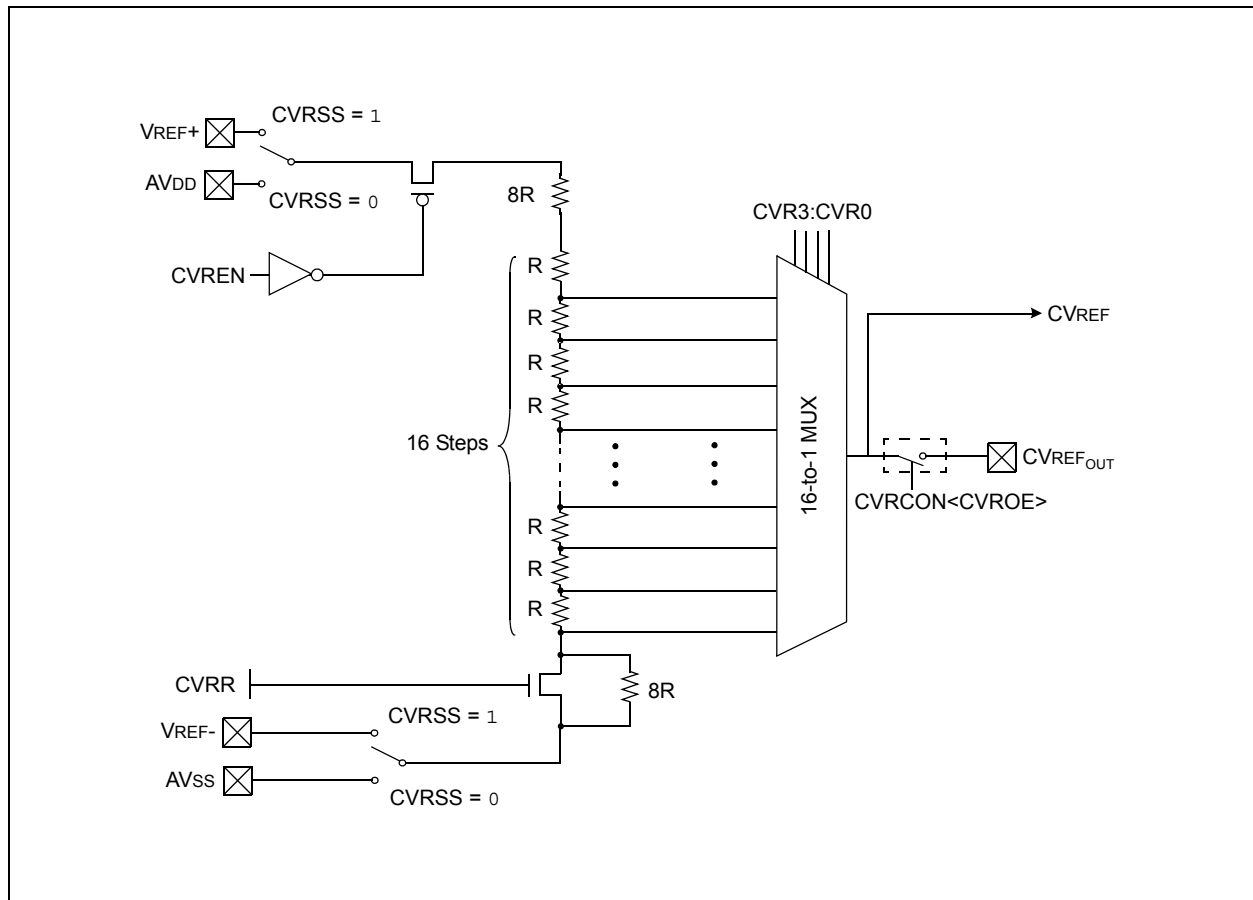 CVRSS = 1
VREF+
AVDD
CVRSS = 0
8R
CVR3:CVR0
CVREN
R
R
R
R
16 Steps
16-to-1 MUX
CVREF
CVREFOUT
CVRCON<CVROE>
R
R
R
CVRR
8R
CVRSS = 1
VREF-
AVSS
CVRSS = 0